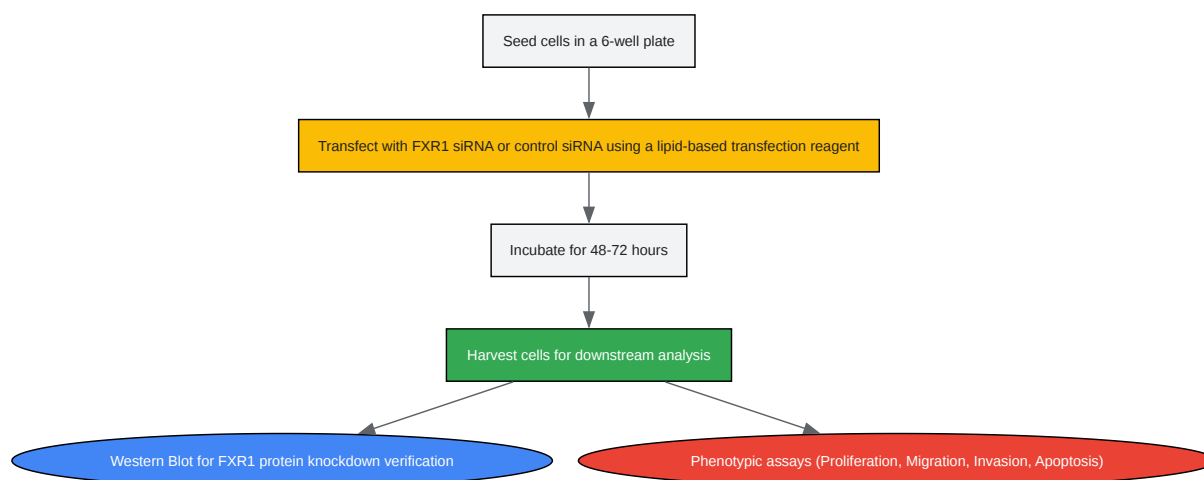 Seed cells in a 6-well plate
Transfect with FXR1 siRNA or control siRNA using a lipid-based transfection reagent
Incubate for 48-72 hours
Harvest cells for downstream analysis
Western Blot for FXR1 protein knockdown verification
Phenotypic assays (Proliferation, Migration, Invasion, Apoptosis)